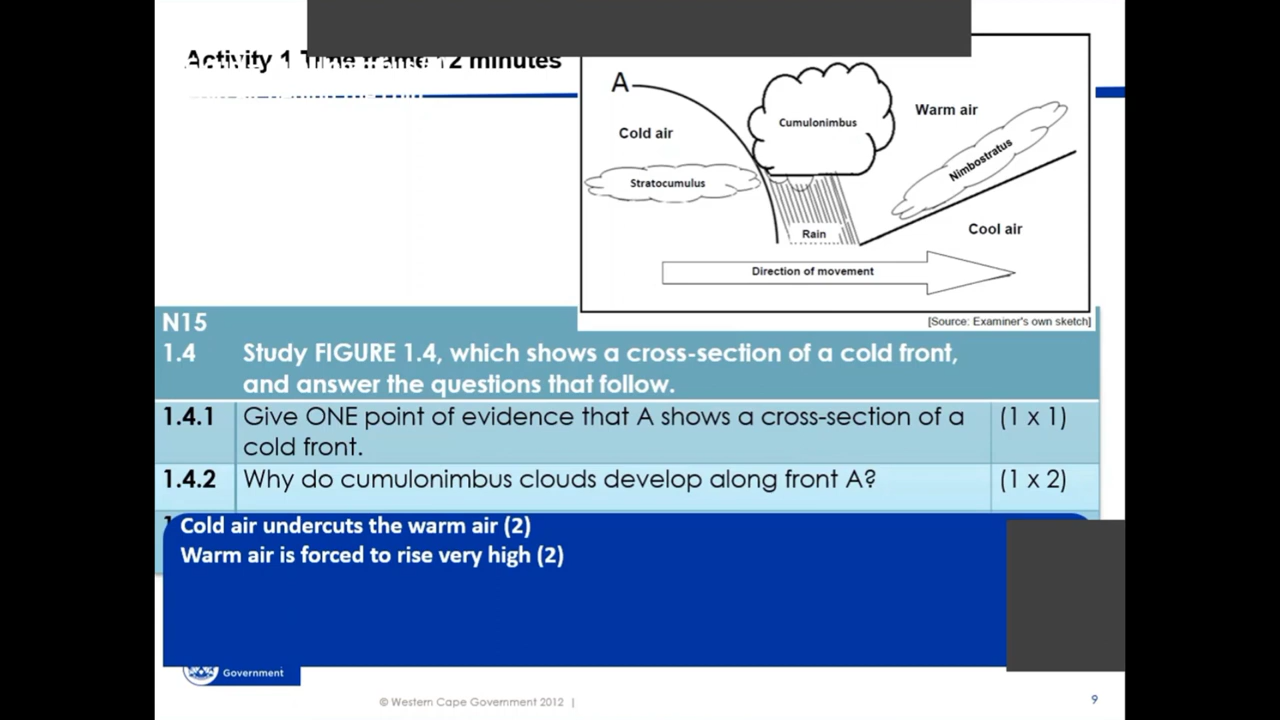 Activity 1 Time frame 12 minutes
A
Cold air
Cumulonimbus
Warm air
Stratocumulus
Nimbostratus
Rain
Cool air
Direction of movement
[Source: Examiner's own sketch]
N15
1.4 Study FIGURE 1.4, which shows a cross-section of a cold front,
and answer the questions that follow.
1.4.1 Give ONE point of evidence that A shows a cross-section of a (1 x 1)
cold front.
1.4.2 Why do cumulonimbus clouds develop along front A? (1 x 2)
Cold air undercuts the warm air (2)
Warm air is forced to rise very high (2)
Government
© Western Cape Government 2012 |
9